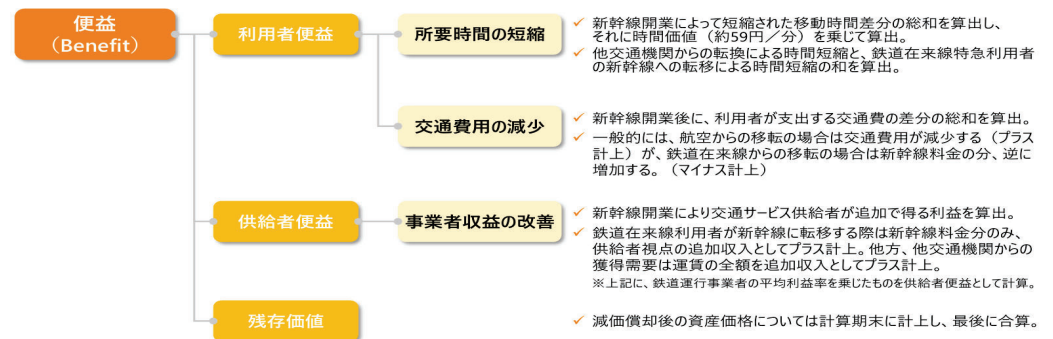 便益
（Benefit）
利用者便益
所要時間の短縮
✓ 新幹線開業によって短縮された移動時間差分の総和を算出し、
それに時間価値（約59円／分）を乗じて算出。
✓ 他交通機関からの転換による時間短縮と、鉄道在来線特急利用者
の新幹線への転移による時間短縮の和を算出。
交通費用の減少
✓ 新幹線開業後に、利用者が支出する交通費の差分の総和を算出。
✓ 一般的には、航空からの移転の場合は交通費用が減少する（プラス
計上）が、鉄道在来線からの移転の場合は新幹線料金の分、逆に
増加する。（マイナス計上）
供給者便益
事業者収益の改善
✓ 新幹線開業により交通サービス供給者が追加で得る利益を算出。
✓ 鉄道在来線利用者が新幹線に転移する際は新幹線料金分のみ、
供給者視点の追加収入としてプラス計上。他方、他交通機関からの
獲得需要は運賃の全額を追加収入としてプラス計上。
※上記に、鉄道運行事業者の平均利益率を乗じたものを供給者便益として計算。
残存価値
✓ 減価償却後の資産価格については計算期末に計上し、最後に合算。